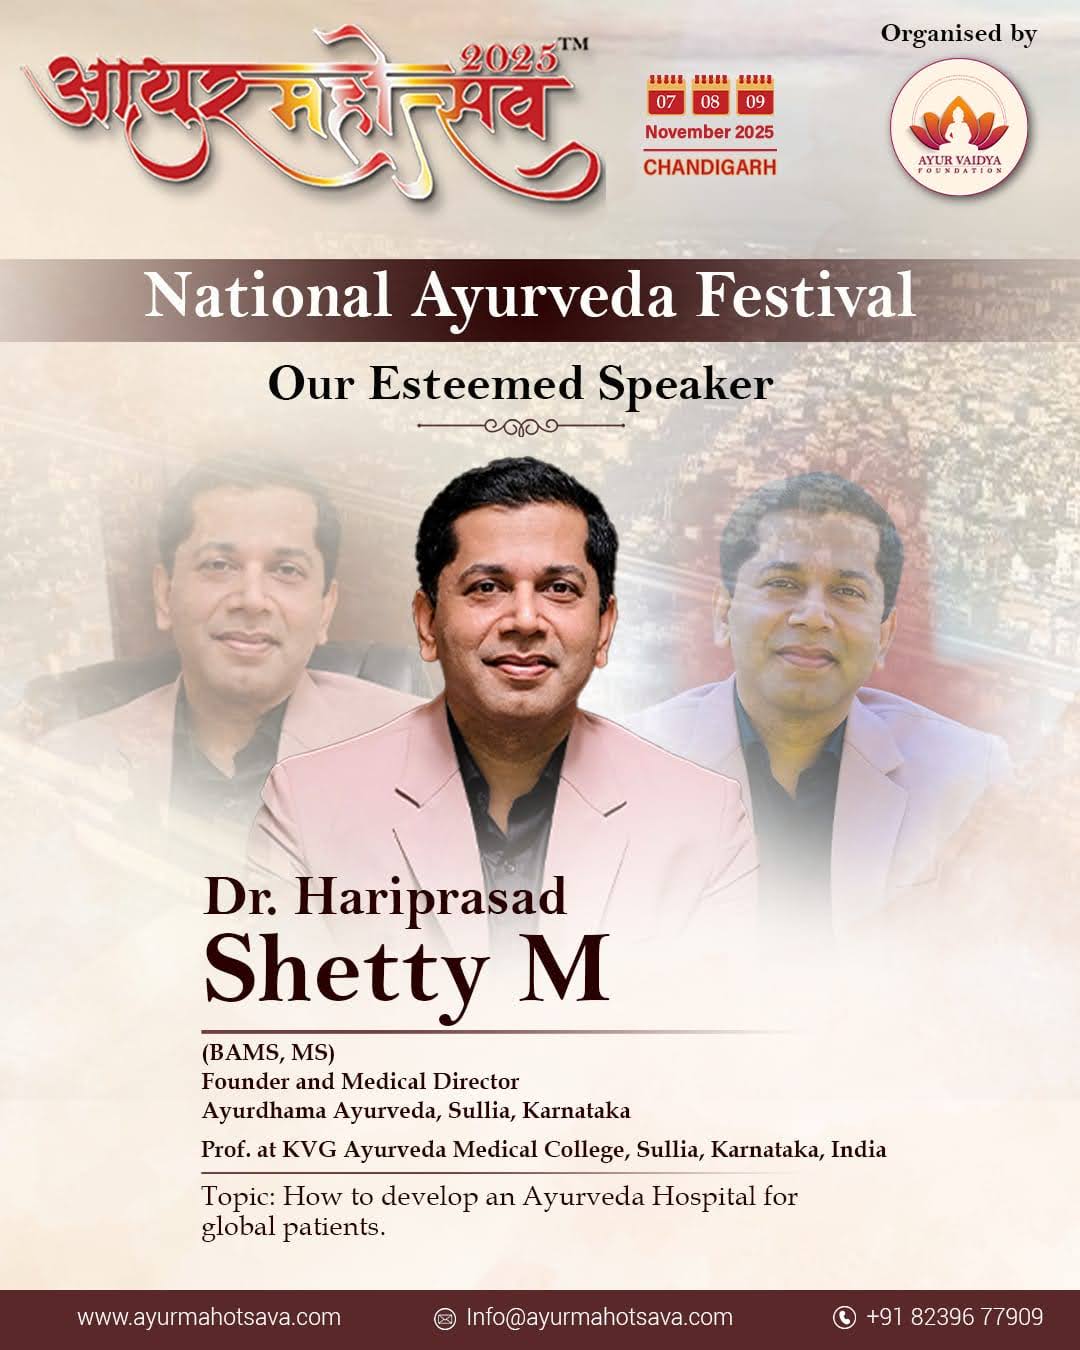 आयुर महोत्सव 2025™
Organised by
07 08 09
November 2025
CHANDIGARH
AYUR VAIDYA
FOUNDATION
National Ayurveda Festival
Our Esteemed Speaker
Dr. Hariprasad
Shetty M
(BAMS, MS)
Founder and Medical Director
Ayurdhama Ayurveda, Sullia, Karnataka
Prof. at KVG Ayurveda Medical College, Sullia, Karnataka, India
Topic: How to develop an Ayurveda Hospital for
global patients.
www.ayurmahotsava.com Info@ayurmahotsava.com +91 82396 77909